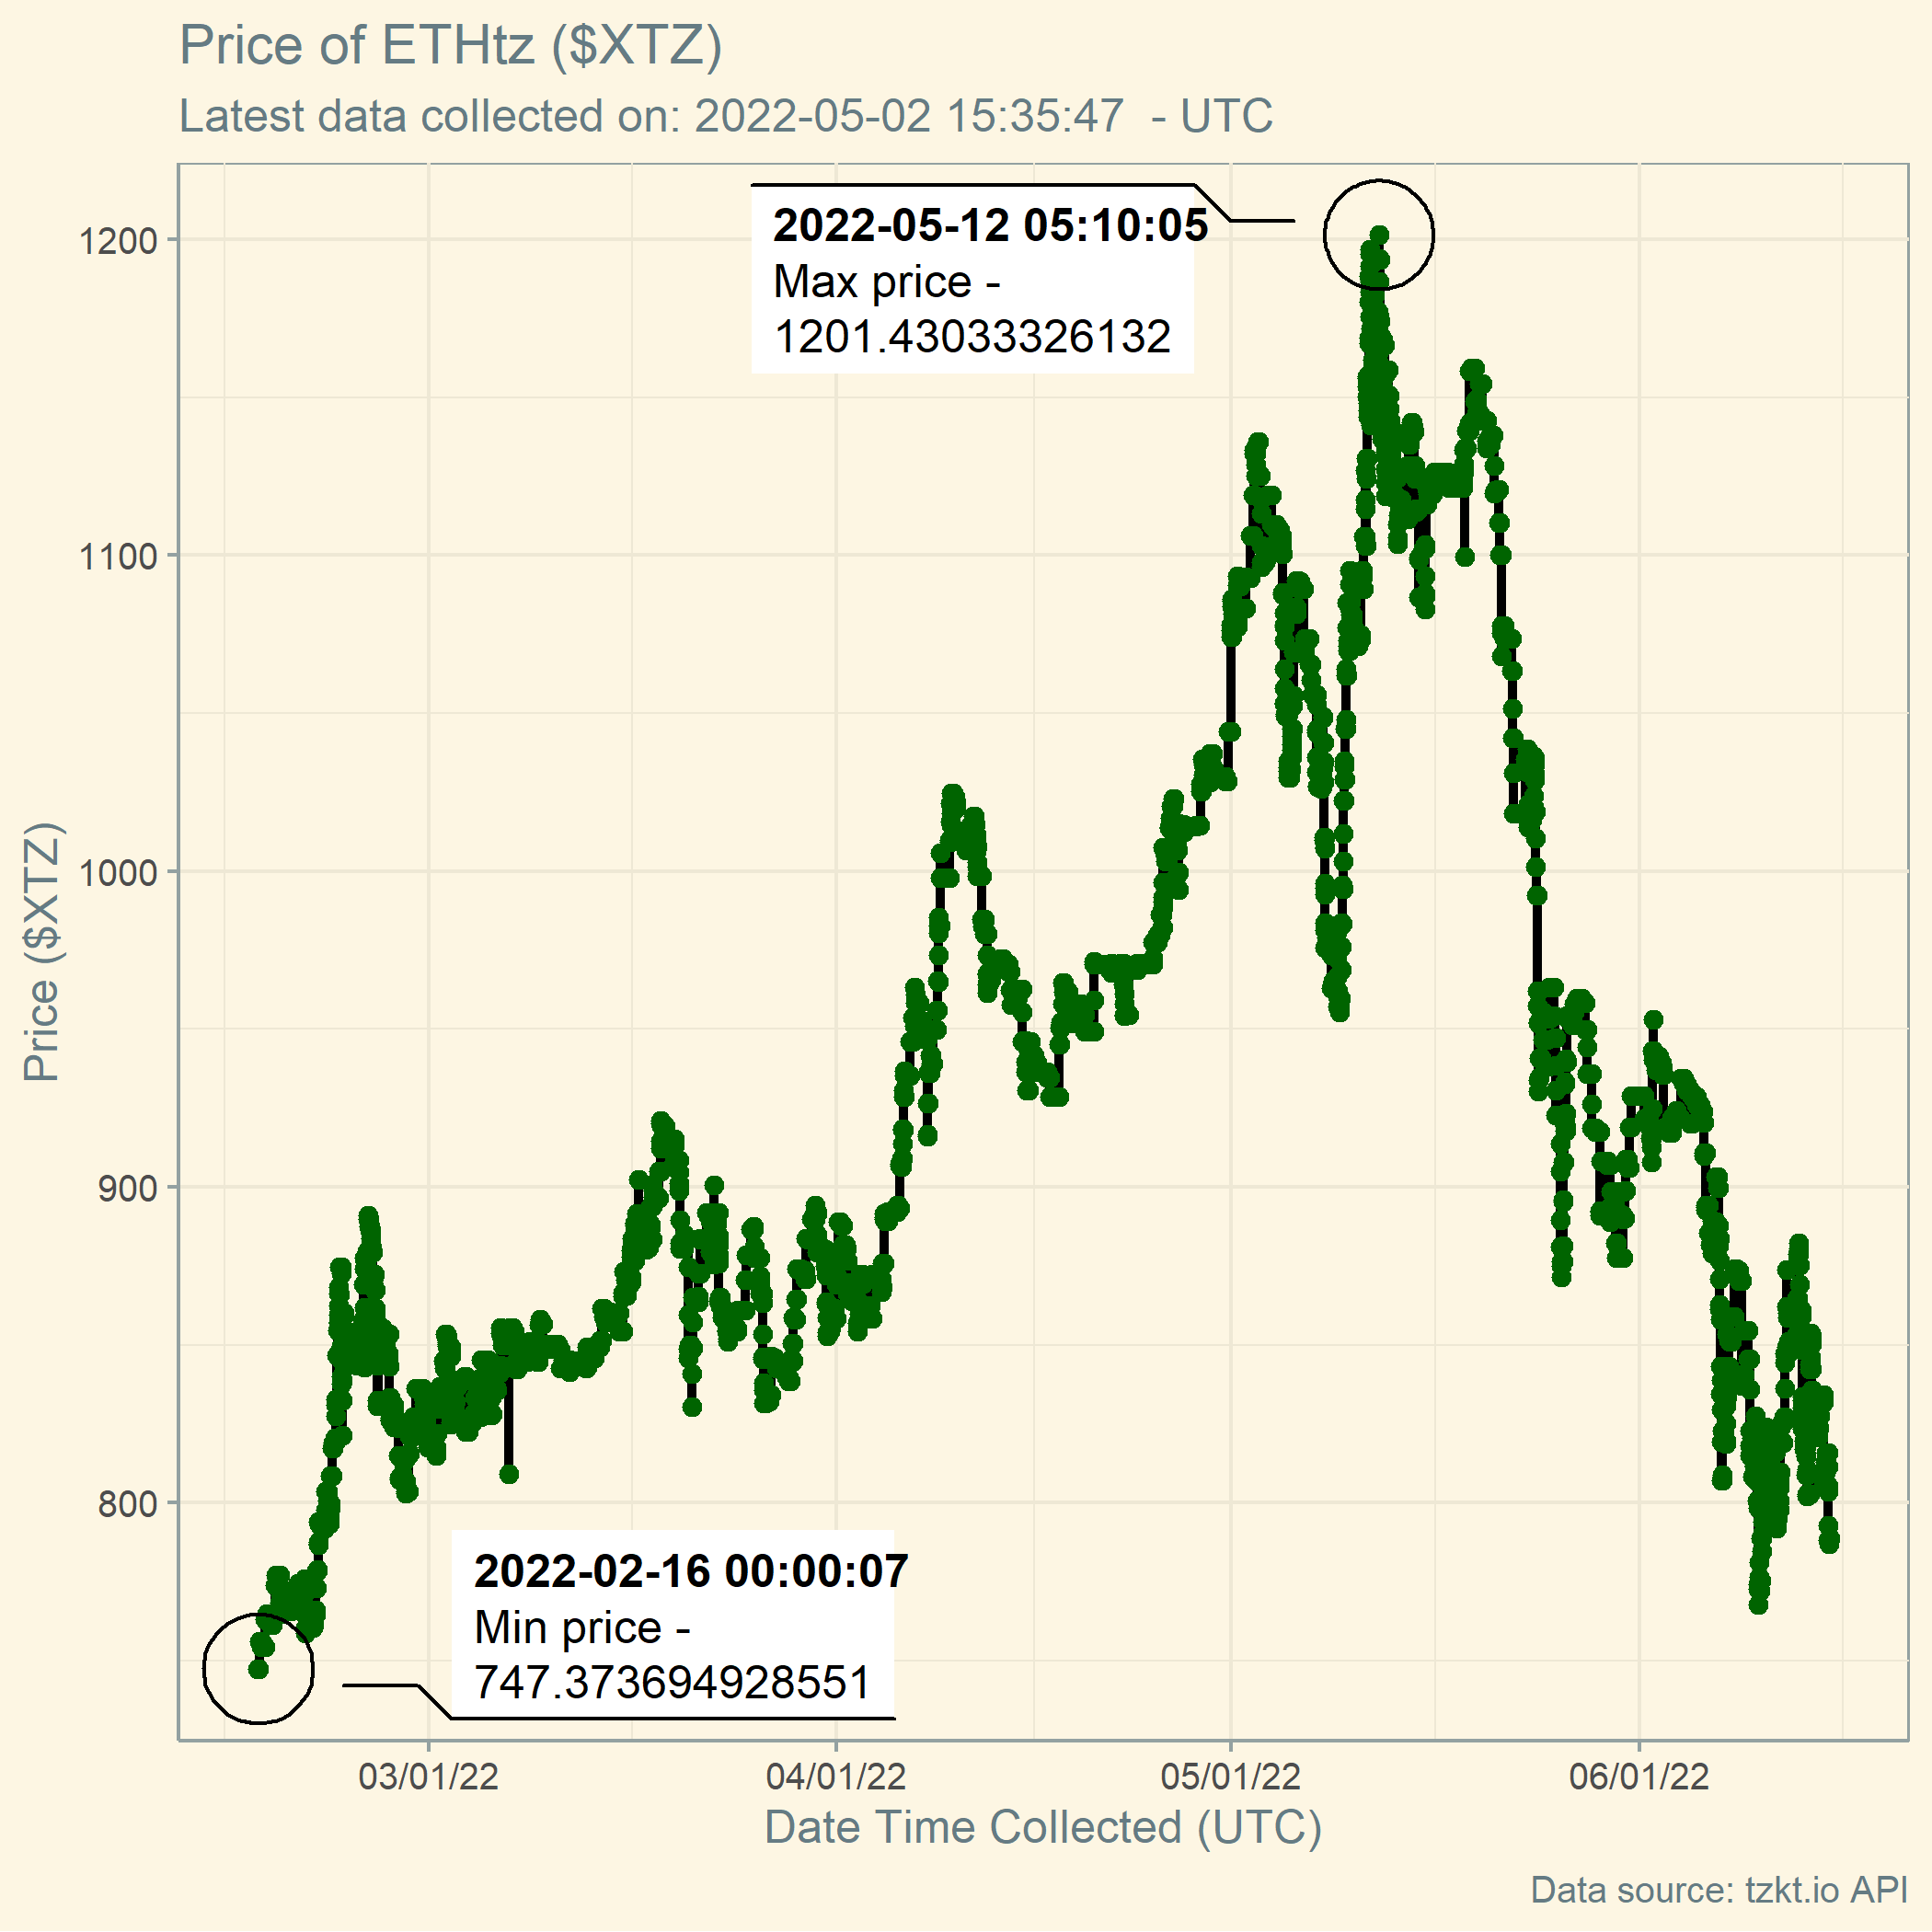 Price of ETHtz ($XTZ)
Latest data collected on: 2022-05-02 15:35:47  - UTC
2022-05-12 05:10:05
Max price -
1201.43033326132
1200
1100
1000
900
800
Price ($XTZ)
2022-02-16 00:00:07
Min price -
747.373694928551
03/01/22
04/01/22
05/01/22
06/01/22
Date Time Collected (UTC)
Data source: tzkt.io API